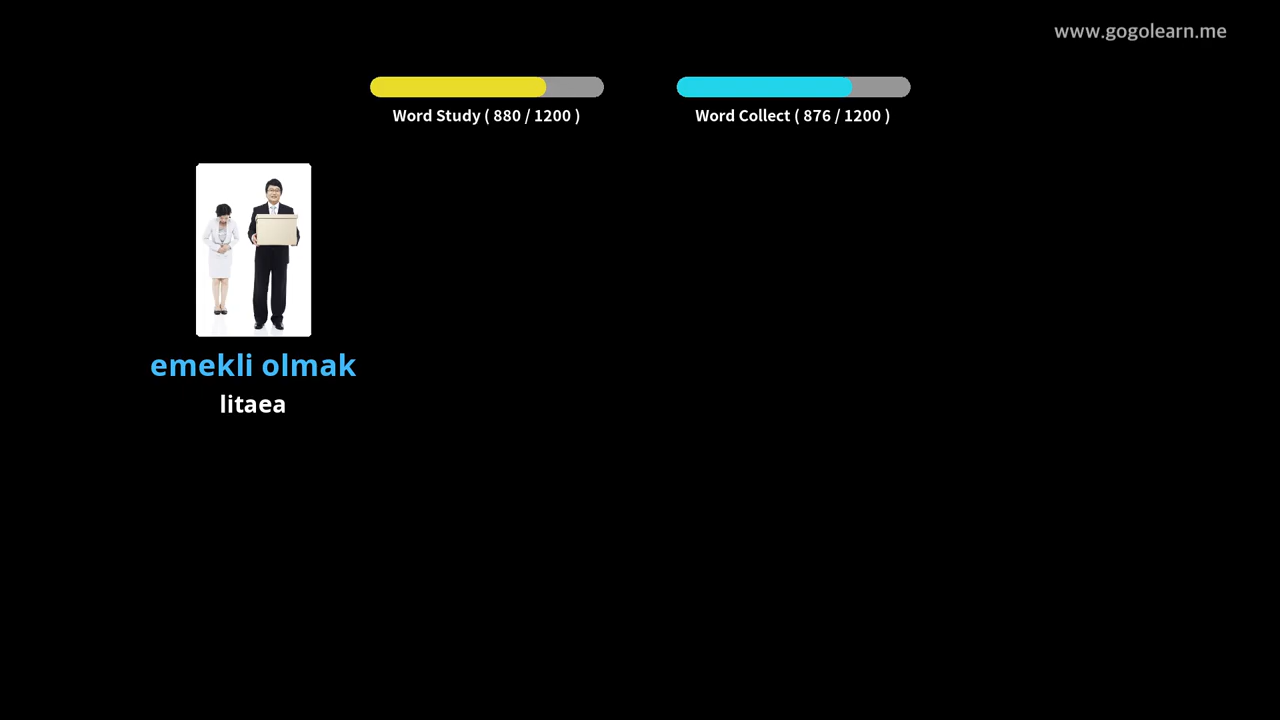 www.gogolearn.me
Word Study ( 880 / 1200 )
Word Collect ( 876 / 1200 )
emekli olmak
litaea